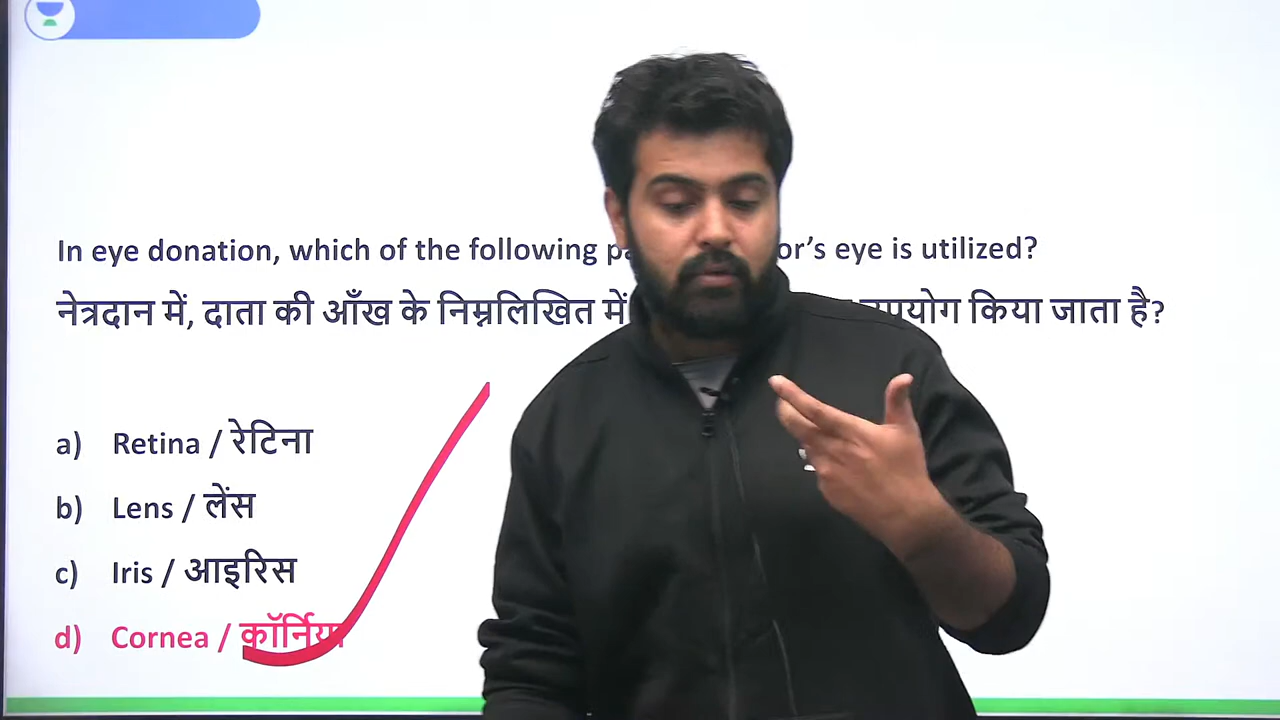 In eye donation, which of the following or's eye is utilized?
नेत्रदान में, दाता की आँख के निम्नलिखित में उपयोग किया जाता है?
a) Retina / रेटिना
b) Lens / लेंस
c) Iris / आइरिस
d) Cornea / कॉर्निया